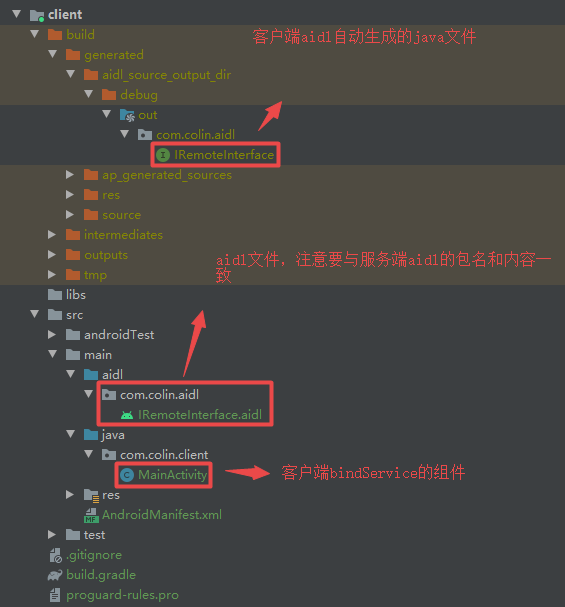 client
build
客户端aidl自动生成的java文件
generated
aidl_source_output_dir
debug
out
com.colin.aidl
IRemoteInterface
ap_generated_sources
res
source
intermediates
outputs
aidl文件，注意要与服务端aidl的包名和内容一
致
tmp
libs
src
androidTest
main
aidl
com.colin.aidl
IRemoteInterface.aidl
java
com.colin.client
MainActivity
客户端bindService的组件
res
AndroidManifest.xml
test
.gitignore
build.gradle
proguard-rules.pro